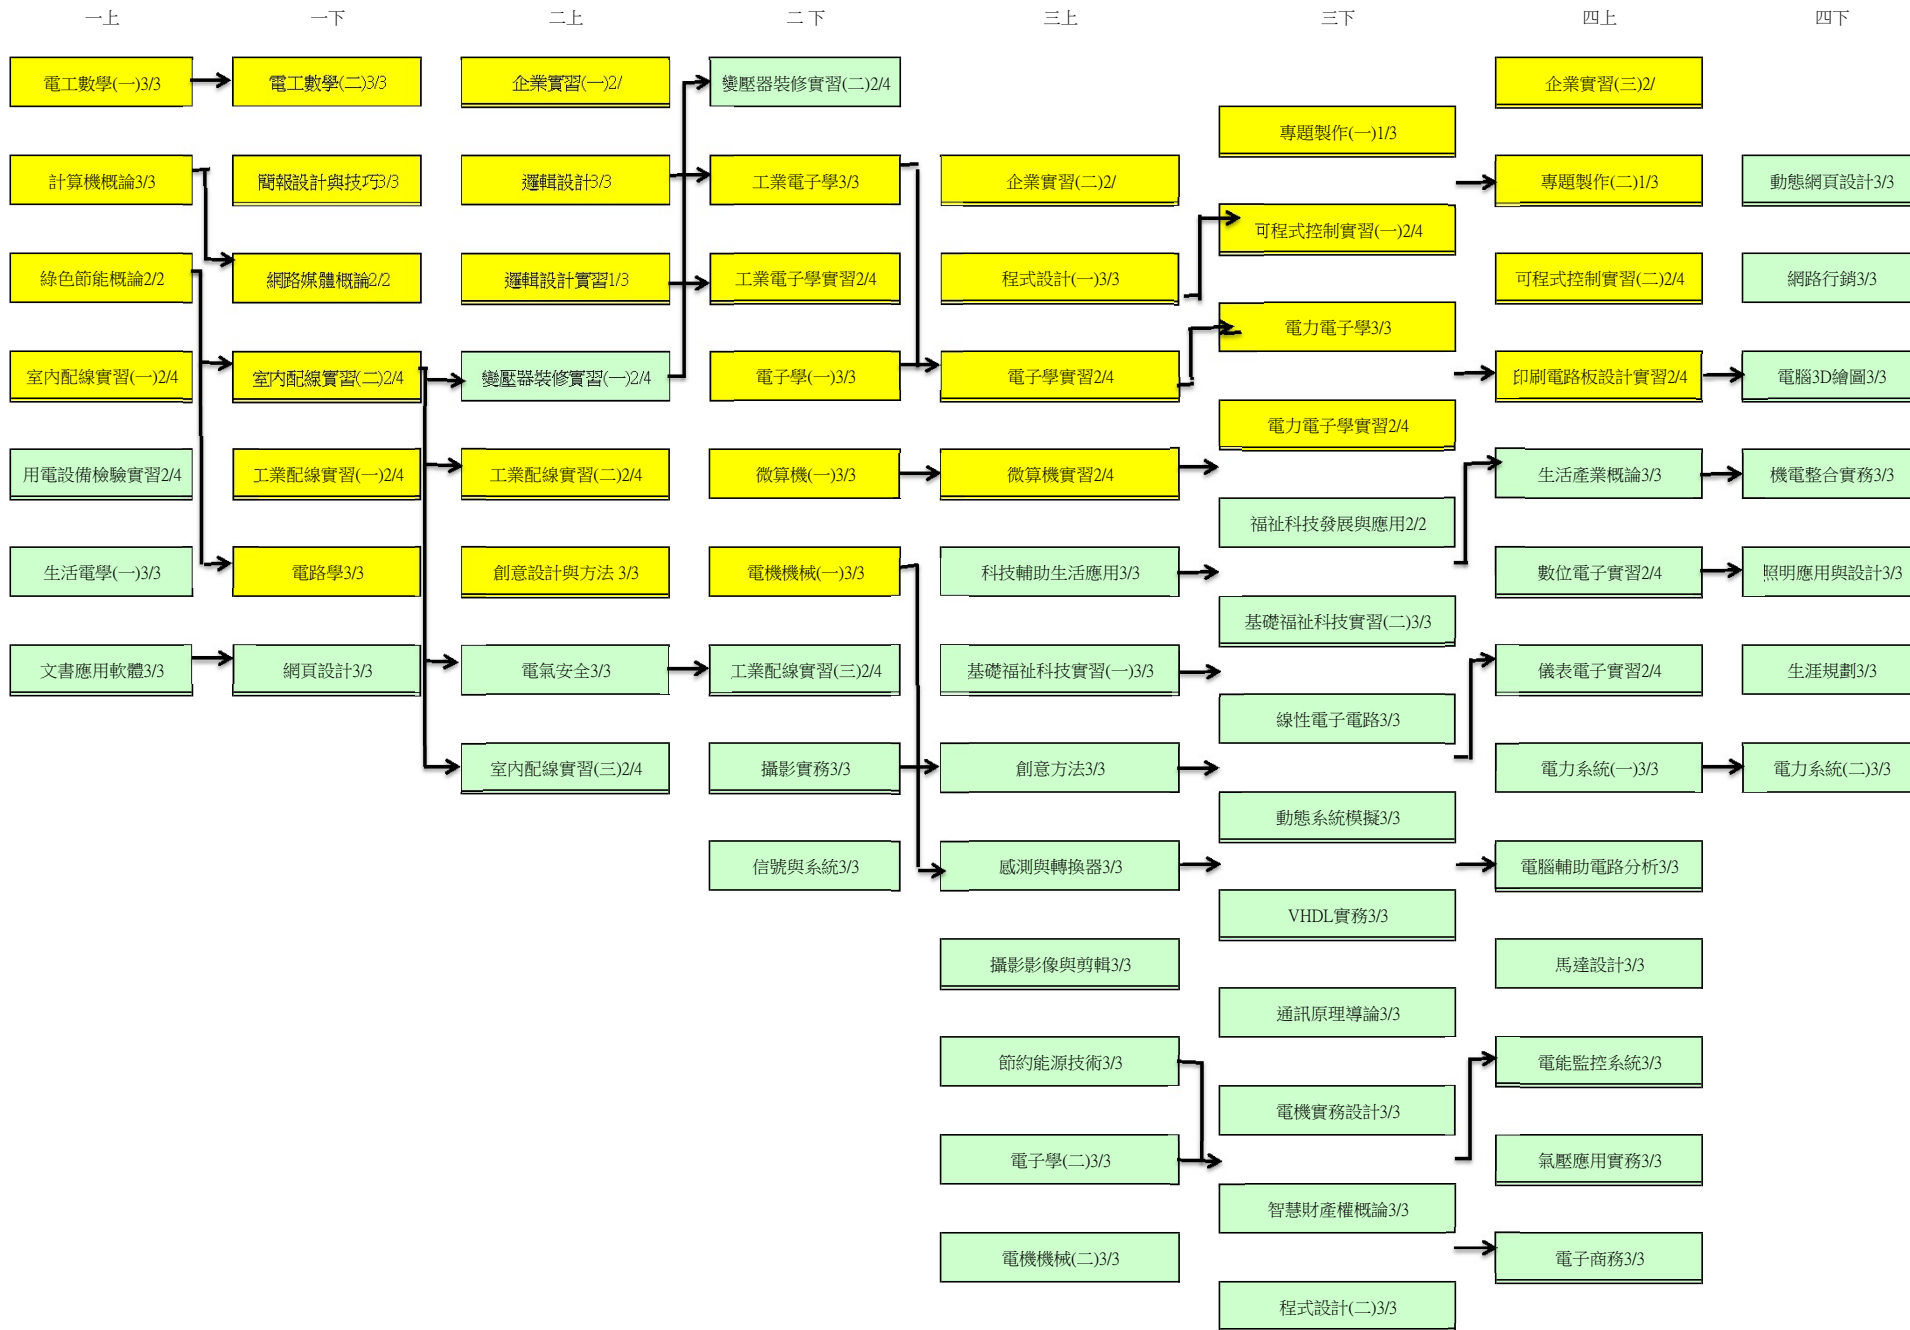 一上
一下
二上
二下
三上
三下
四上
四下
電工數學(一)3/3
計算機概論3/3
綠色節能概論2/2
室內配線實習(一)2/4
用電設備檢驗實習2/4
生活電學(一)3/3
文書應用軟體3/3
電工數學(二)3/3
簡報設計與技巧3/3
網路媒體概論2/2
室內配線實習(二)2/4
工業配線實習(一)2/4
電路學3/3
網頁設計3/3
企業實習(一)2/
邏輯設計3/3
邏輯設計實習1/3
變壓器裝修實習(一)2/4
工業配線實習(二)2/4
創意設計與方法 3/3
電氣安全3/3
室內配線實習(三)2/4
變壓器裝修實習(二)2/4
工業電子學3/3
工業電子學實習2/4
電子學(一)3/3
微算機(一)3/3
電機機械(一)3/3
工業配線實習(三)2/4
攝影實務3/3
信號與系統3/3
企業實習(二)2/
程式設計(一)3/3
電子學實習2/4
微算機實習2/4
科技輔助生活應用3/3
基礎福祉科技實習(一)3/3
創意方法3/3
感測與轉換器3/3
攝影影像與剪輯3/3
節約能源技術3/3
電子學(二)3/3
電機機械(二)3/3
專題製作(一)1/3
可程式控制實習(一)2/4
電力電子學3/3
電力電子學實習2/4
福祉科技發展與應用2/2
基礎福祉科技實習(二)3/3
線性電子電路3/3
動態系統模擬3/3
VHDL實務3/3
通訊原理導論3/3
電機實務設計3/3
智慧財產權概論3/3
程式設計(二)3/3
企業實習(三)2/
專題製作(二)1/3
可程式控制實習(二)2/4
印刷電路板設計實習2/4
生活產業概論3/3
數位電子實習2/4
儀表電子實習2/4
電力系統(一)3/3
電腦輔助電路分析3/3
馬達設計3/3
電能監控系統3/3
氣壓應用實務3/3
電子商務3/3
動態網頁設計3/3
網路行銷3/3
電腦3D繪圖3/3
機電整合實務3/3
照明應用與設計3/3
生涯規劃3/3
電力系統(二)3/3